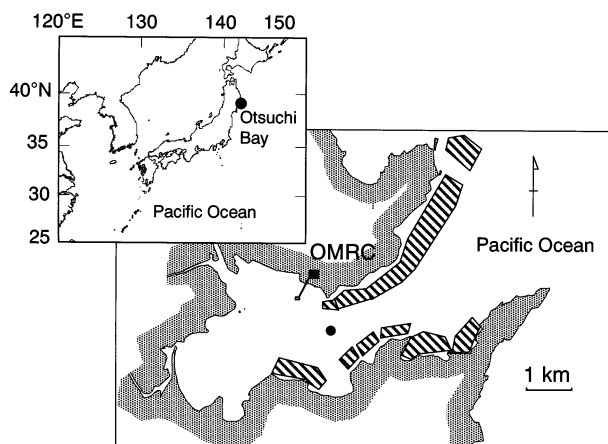 120°E 130 140 150
40°N
35
30
25
Otsuchi
Bay
Pacific Ocean
OMRC
Pacific Ocean
1 km